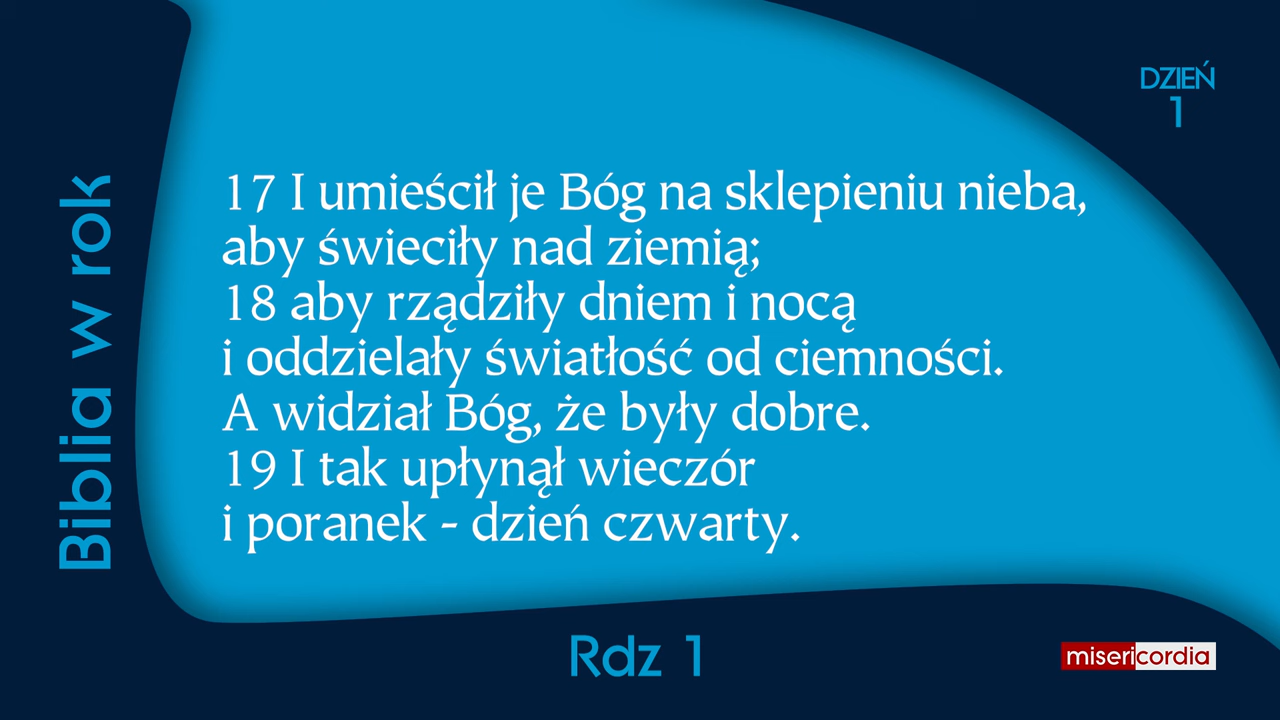 DZIEŃ
1
Biblia w rok
17 I umieścił je Bóg na sklepieniu nieba,
aby świeciły nad ziemią;
18 aby rządziły dniem i nocą
i oddzielały światłość od ciemności.
A widział Bóg, że były dobre.
19 I tak upłynął wieczór
i poranek - dzień czwarty.
Rdz 1
misericordia